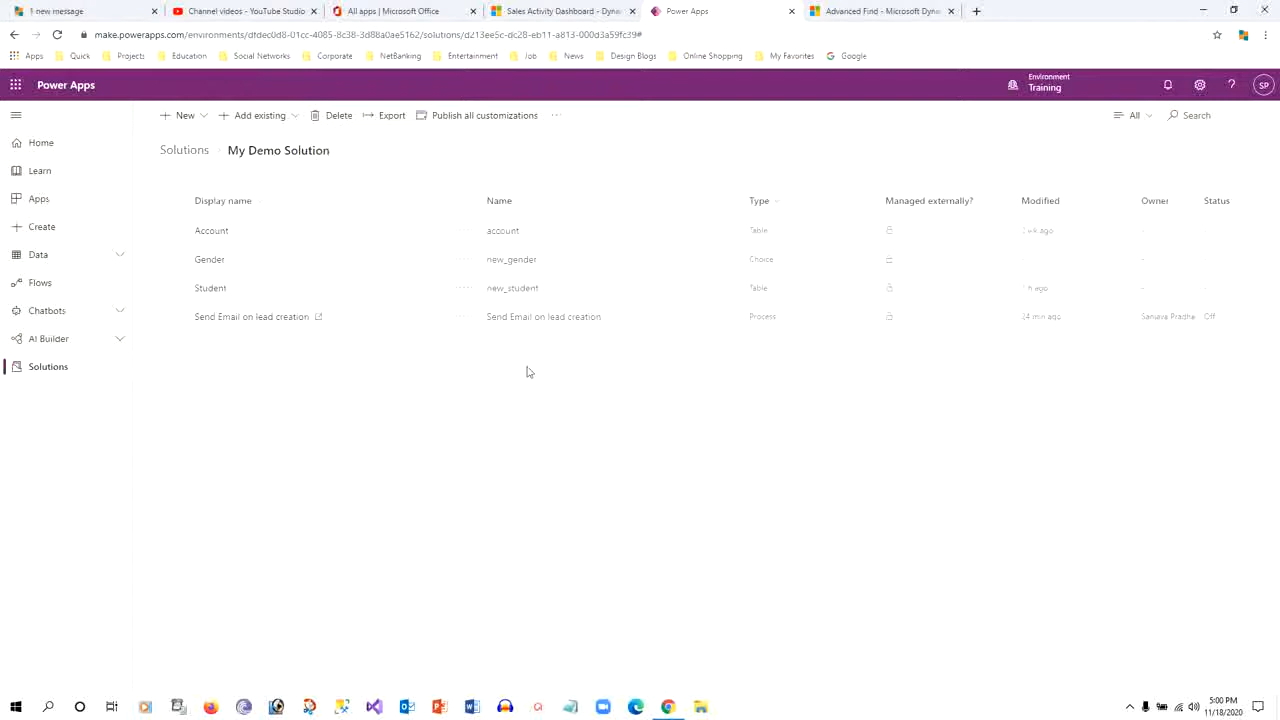 1 new message
Channel videos - YouTube Studio
All apps | Microsoft Office
Sales Activity Dashboard - Dyna
Power Apps
Advanced Find - Microsoft Dyna
make.powerapps.com/environments/dfdec0d8-01cc-4085-8c38-3d88a0ae5162/solutions/d213ee5c-dc28-eb11-a813-000d3a59fc39#
Apps Quick Projects Education Social Networks Corporate NetBanking Entertainment Job News Design Blogs Online Shopping My Favorites Google
Power Apps
Environment
Training
SP
New Add existing Delete Export Publish all customizations ... All Search
Home
Learn
Apps
Create
Data
Flows
Chatbots
AI Builder
Solutions
Solutions > My Demo Solution
Display name Name Type Managed externally? Modified Owner Status
Account account Table wk ago -
Gender new_gender Choice -
Student new_student Table h ago - -
Send Email on lead creation Send Email on lead creation Process 24 min ago Sanjaya Pradha Off
5:00 PM
11/18/2020